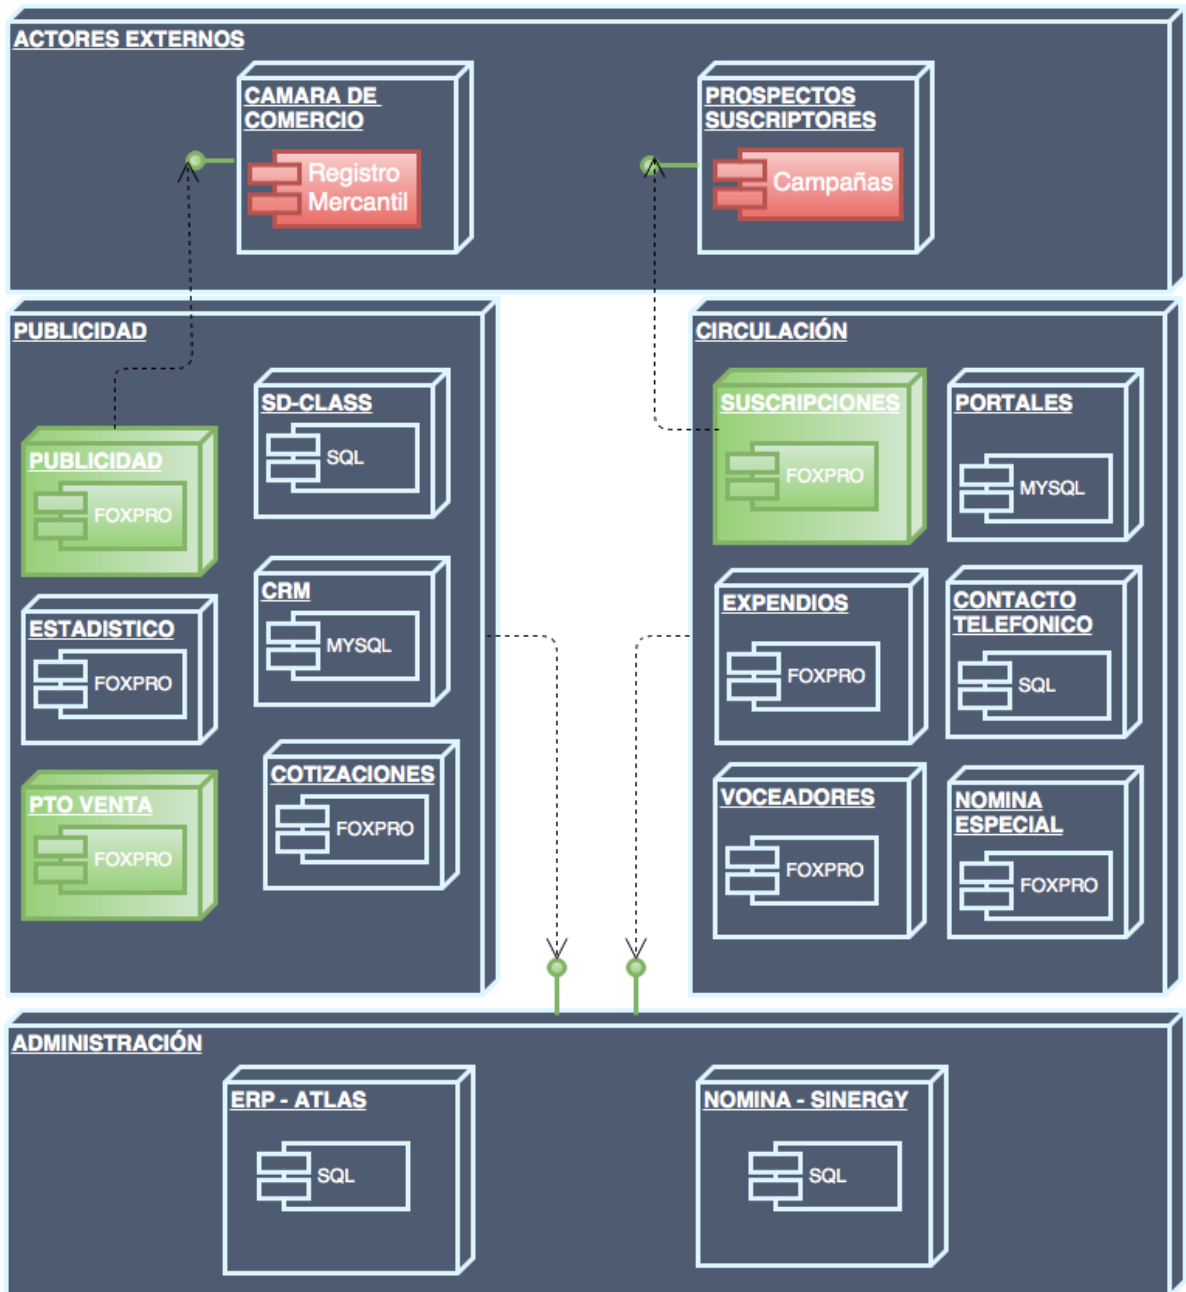 ACTORES EXTERNOS
CAMARA DE
COMERCIO
Registro
Mercantil
PROSPECTOS
SUSCRIPTORES
Campañas
PUBLICIDAD
SD-CLASS
SQL
PUBLICIDAD
FOXPRO
CRM
MYSQL
ESTADISTICO
FOXPRO
COTIZACIONES
FOXPRO
PTO VENTA
FOXPRO
CIRCULACIÓN
SUSCRIPCIONES
FOXPRO
PORTALES
MYSQL
EXPENDIOS
FOXPRO
CONTACTO
TELEFONICO
SQL
VOCEADORES
FOXPRO
NOMINA
ESPECIAL
FOXPRO
ADMINISTRACIÓN
ERP - ATLAS
SQL
NOMINA - SINERGY
SQL